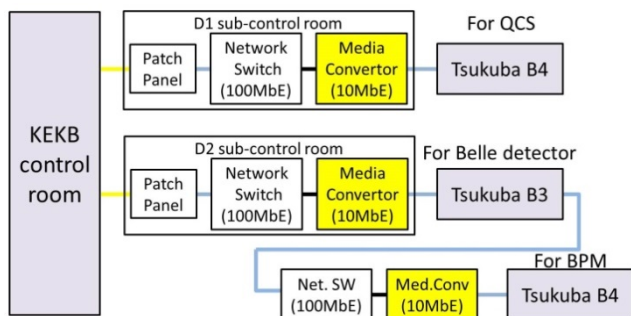 D1 sub-control room
For QCS
Patch
Panel
Network
Switch
(100MbE)
Media
Convertor
(10MbE)
Tsukuba B4
KEKB
control
room
D2 sub-control room
For Belle detector
Patch
Panel
Network
Switch
(100MbE)
Media
Convertor
(10MbE)
Tsukuba B3
For BPM
Net. SW
(100MbE)
Med.Conv
(10MbE)
Tsukuba B4